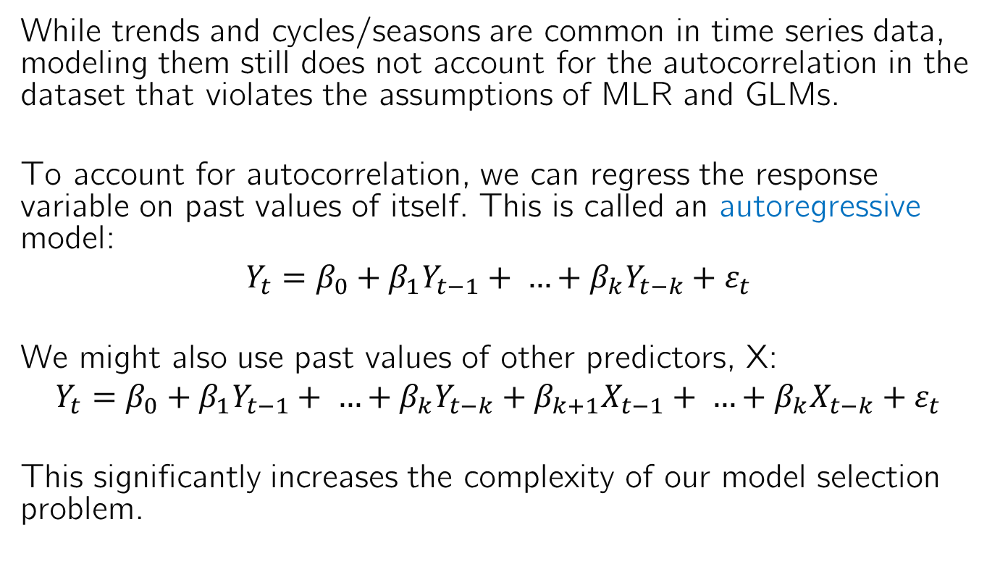 While trends and cycles/seasons are common in time series data,
modeling them still does not account for the autocorrelation in the
dataset that violates the assumptions of MLR and GLMs.
To account for autocorrelation, we can regress the response
variable on past values of itself. This is called an autoregressive
model:
$Y_t = \beta_0 + \beta_1 Y_{t-1} + \ ... + \beta_k Y_{t-k} + \varepsilon_t$
We might also use past values of other predictors, X:
$Y_t = \beta_0 + \beta_1 Y_{t-1} + \ ... + \beta_k Y_{t-k} + \beta_{k+1} X_{t-1} + \ ... + \beta_k X_{t-k} + \varepsilon_t$
This significantly increases the complexity of our model selection
problem.